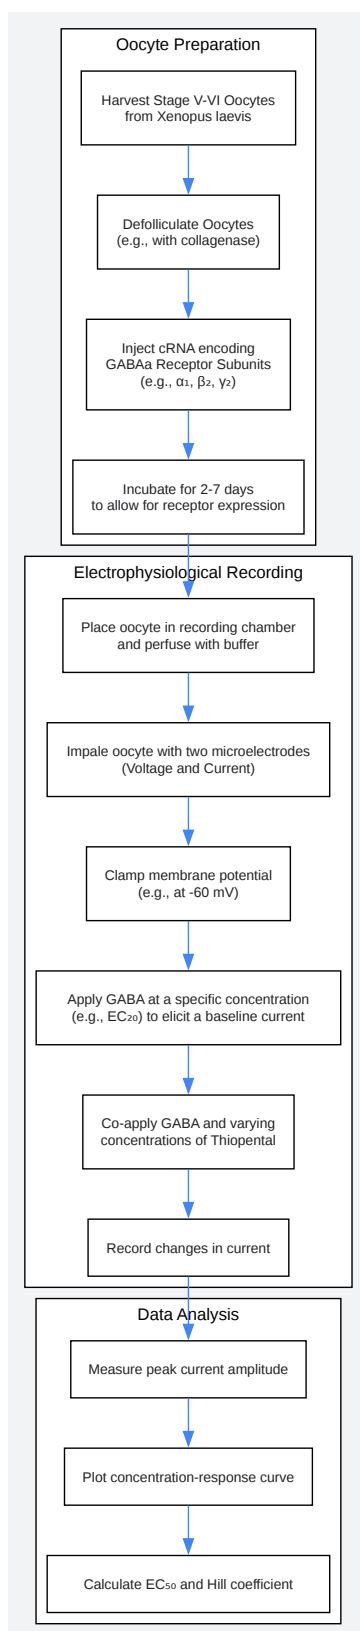 Oocyte Preparation
Harvest Stage V-VI Oocytes
from Xenopus laevis
Defolliculate Oocytes
(e.g., with collagenase)
Inject cRNA encoding
GABAa Receptor Subunits
(e.g., α₁, β₂, γ₂)
Incubate for 2-7 days
to allow for receptor expression
Electrophysiological Recording
Place oocyte in recording chamber
and perfuse with buffer
Impale oocyte with two microelectrodes
(Voltage and Current)
Clamp membrane potential
(e.g., at -60 mV)
Apply GABA at a specific concentration
(e.g., EC₂₀) to elicit a baseline current
Co-apply GABA and varying
concentrations of Thiopental
Record changes in current
Data Analysis
Measure peak current amplitude
Plot concentration-response curve
Calculate EC₅₀ and Hill coefficient